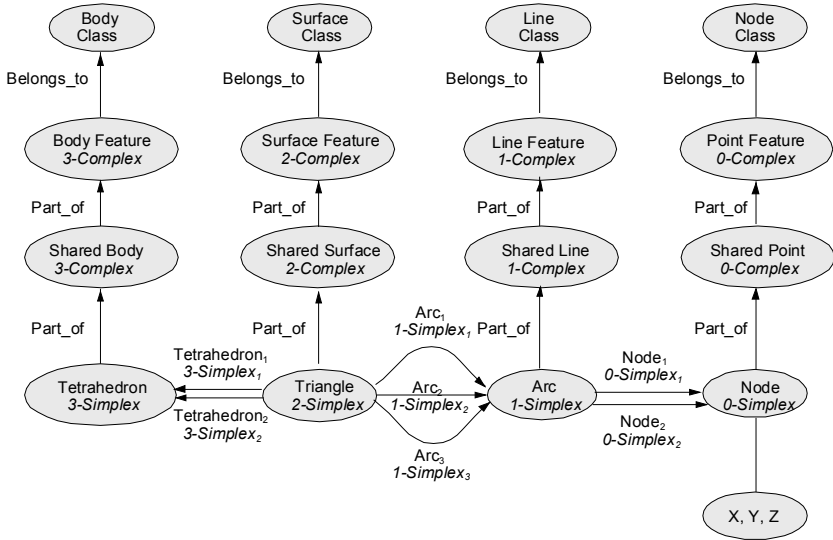 Body
Class
Surface
Class
Line
Class
Node
Class
Belongs_to
Belongs_to
Belongs_to
Belongs_to
Body Feature
3-Complex
Surface Feature
2-Complex
Line Feature
1-Complex
Point Feature
0-Complex
Part_of
Part_of
Part_of
Part_of
Shared Body
3-Complex
Shared Surface
2-Complex
Shared Line
1-Complex
Shared Point
0-Complex
Part_of
Part_of
Arc₁
1-Simplex₁
Part_of
Part_of
Tetrahedron₁
3-Simplex₁
Node₁
0-Simplex₁
Tetrahedron
3-Simplex
Triangle
2-Simplex
Arc₂
1-Simplex₂
Arc
1-Simplex
Node
0-Simplex
Tetrahedron₂
3-Simplex₂
Node₂
0-Simplex₂
Arc₃
1-Simplex₃
X, Y, Z